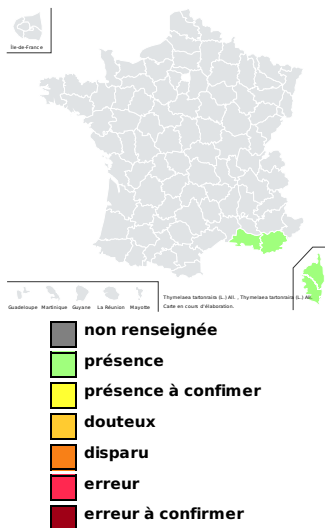 Île-de-France
Guadeloupe Martinique Guyane La Réunion Mayotte
Thymelaea tartonraira (L.) All. , Thymelaea tartonraira (L.) All.
Carte en cours d'élaboration.
non renseignée
présence
présence à confimer
douteux
disparu
erreur
erreur à confirmer